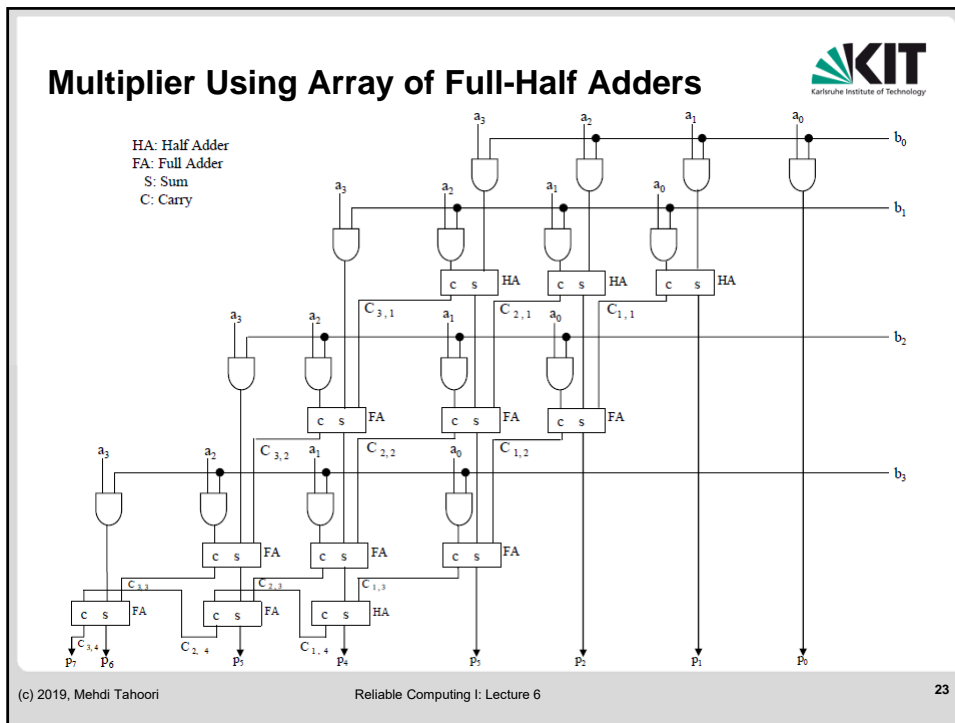 Multiplier Using Array of Full-Half Adders
KIT
Karlsruhe Institute of Technology
HA: Half Adder
FA: Full Adder
S: Sum
C: Carry
a3 a2 a1 a0
b0
a3 a2 a1 a0
b1
c s HA c s HA c s HA
C3,1 C2,1 C1,1
a3 a2 a1 a0
b2
c s FA c s FA c s FA
C3,2 C2,2 C1,2
a3 a2 a1 a0
b3
c s FA c s FA c s FA
C3,3 C2,3 C1,3
c s FA c s FA c s HA
C3,4 C2,4 C1,4
p7 p6 p5 p4 p5 p2 p1 p0
(c) 2019, Mehdi Tahoori Reliable Computing I: Lecture 6 23